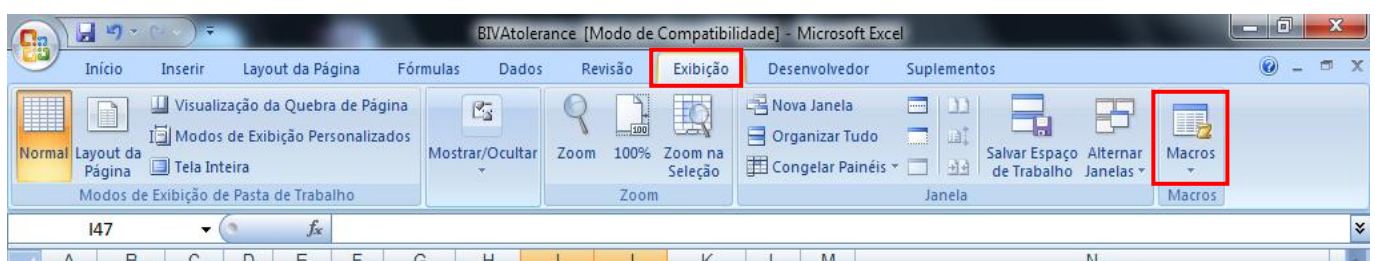 BIVAtolerance [Modo de Compatibilidade] - Microsoft Excel
Início Inserir Layout da Página Fórmulas Dados Revisão Exibição Desenvolvedor Suplementos
Normal
Layout da
Página
Visualização da Quebra de Página
Modos de Exibição Personalizados
Tela Inteira
Modos de Exibição de Pasta de Trabalho
Mostrar/Ocultar
Zoom
100
100%
Zoom na
Seleção
Zoom
Nova Janela
Organizar Tudo
Congelar Painéis
Salvar Espaço
de Trabalho
Alternar
Janelas
Janela
Macros
Macros
I47 fx
A B C D E F G H I J K L M N